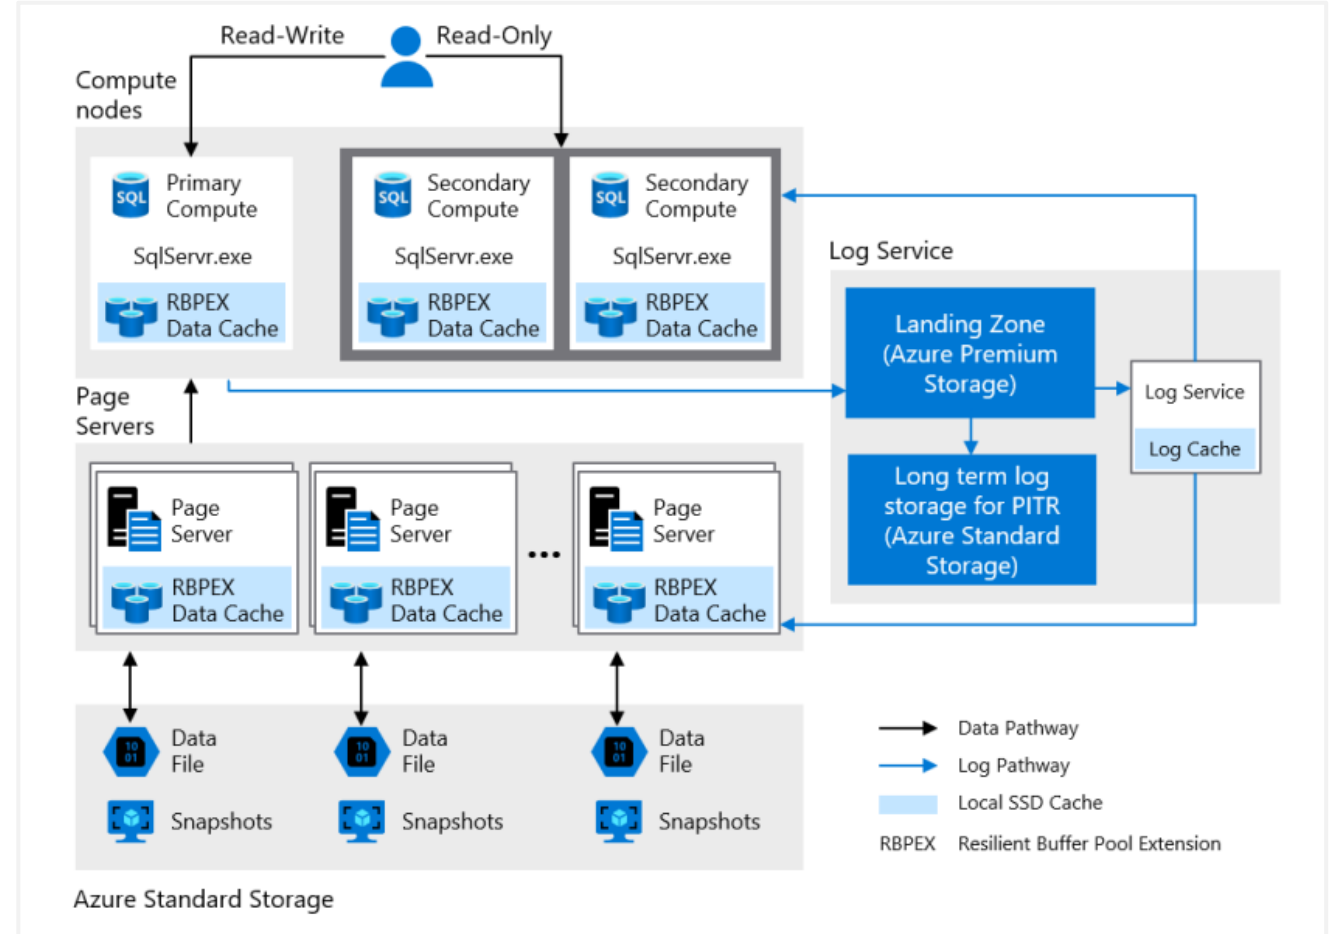 Read-Write
Read-Only
Compute
nodes
SQL
Primary
Compute
SqlServr.exe
RBPEX
Data Cache
SQL
Secondary
Compute
SqlServr.exe
RBPEX
Data Cache
SQL
Secondary
Compute
SqlServr.exe
RBPEX
Data Cache
Log Service
Landing Zone
(Azure Premium
Storage)
Log Service
Log Cache
Long term log
storage for PITR
(Azure Standard
Storage)
Page
Servers
Page
Server
RBPEX
Data Cache
Page
Server
RBPEX
Data Cache
...
Page
Server
RBPEX
Data Cache
10
01
Data
File
Snapshots
10
01
Data
File
Snapshots
10
01
Data
File
Snapshots
Azure Standard Storage
Data Pathway
Log Pathway
Local SSD Cache
RBPEX Resilient Buffer Pool Extension